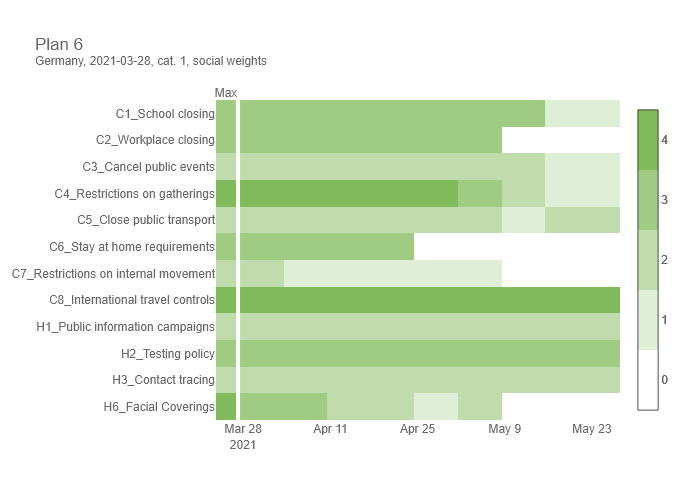 Plan 6
Germany, 2021-03-28, cat. 1, social weights
Max
C1_School closing
C2_Workplace closing
C3_Cancel public events
C4_Restrictions on gatherings
C5_Close public transport
C6_Stay at home requirements
C7_Restrictions on internal movement
C8_International travel controls
H1_Public information campaigns
H2_Testing policy
H3_Contact tracing
H6_Facial Coverings
Mar 28 Apr 11 Apr 25 May 9 May 23
2021
4
3
2
1
0